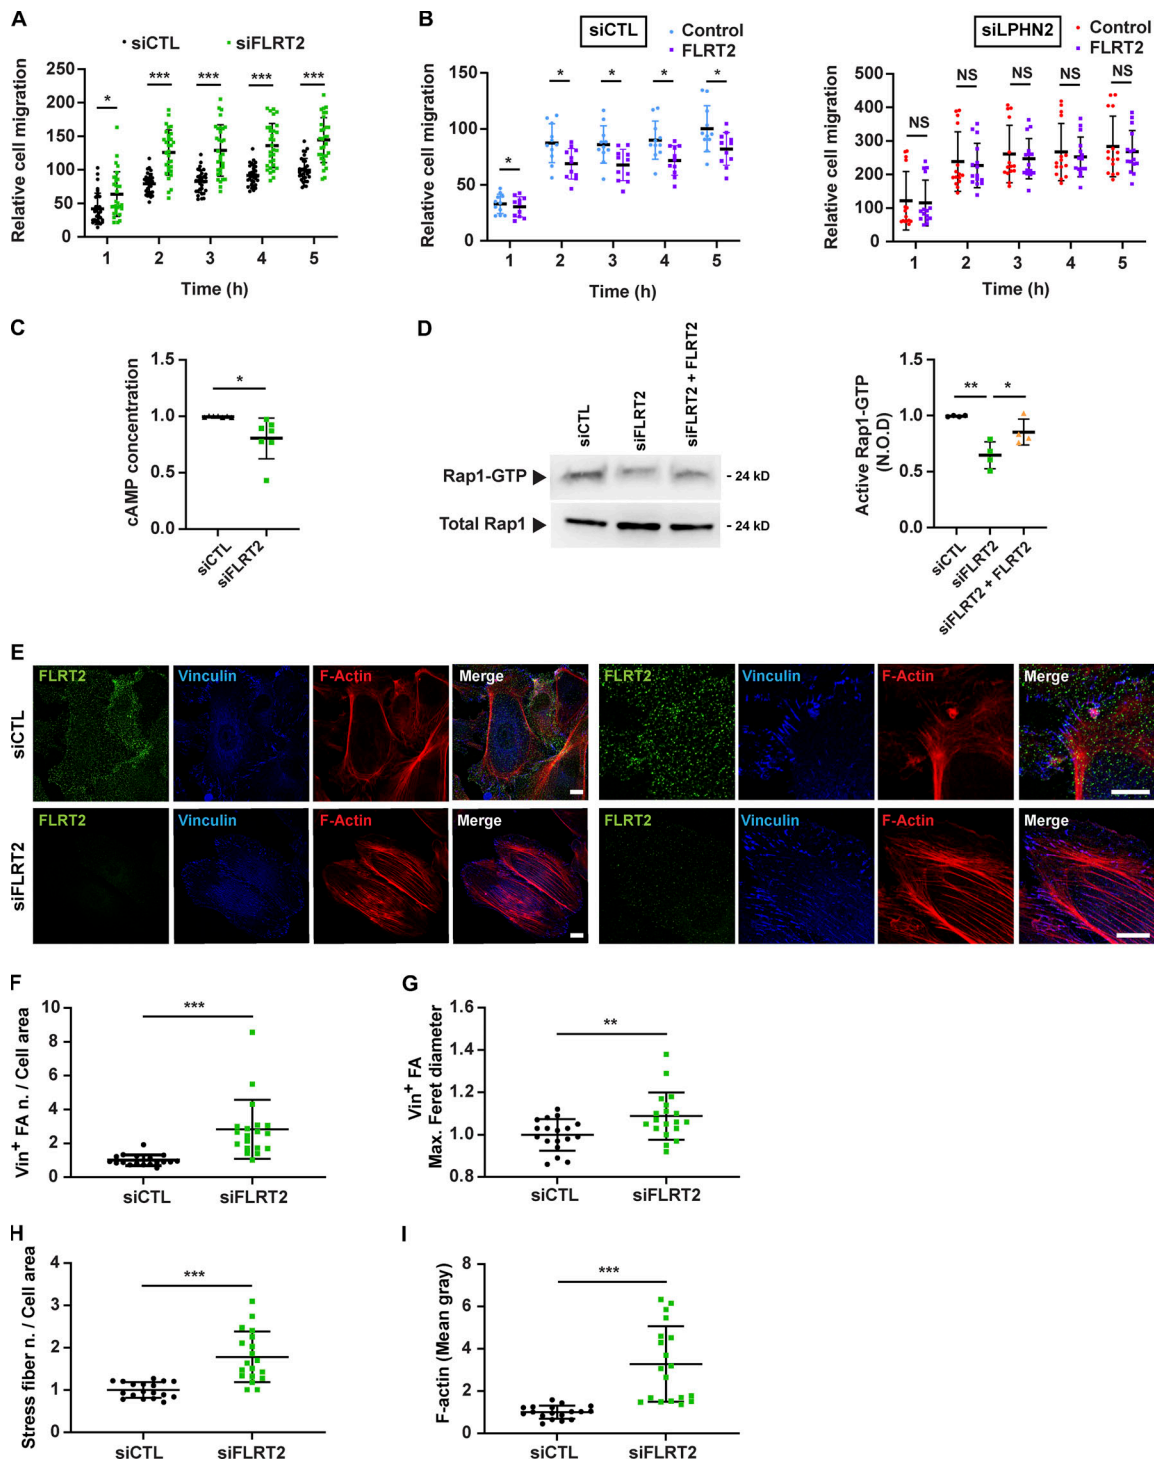 A
siCTL
siFLRT2
Relative cell migration
250
200
150
100
50
0
*
***
***
***
***
1
2
3
4
5
Time (h)
B
siCTL
Control
FLRT2
Relative cell migration
150
100
50
0
*
*
*
*
*
1
2
3
4
5
Time (h)
siLPHN2
Control
FLRT2
Relative cell migration
500
400
300
200
100
0
NS
NS
NS
NS
NS
1
2
3
4
5
Time (h)
C
cAMP concentration
1.5
1.0
0.5
0.0
*
siCTL
siFLRT2
D
siCTL
siFLRT2
siFLRT2 + FLRT2
Rap1-GTP
- 24 kD
Total Rap1
- 24 kD
Active Rap1-GTP
(N.O.D)
1.5
1.0
0.5
0.0
**
*
siCTL
siFLRT2
siFLRT2 + FLRT2
E
siCTL
FLRT2
Vinculin
F-Actin
Merge
FLRT2
Vinculin
F-Actin
Merge
siFLRT2
FLRT2
Vinculin
F-Actin
Merge
FLRT2
Vinculin
F-Actin
Merge
F
Vin+ FA n. / Cell area
10
8
6
4
2
0
***
siCTL
siFLRT2
G
Vin+ FA
Max. Feret diameter
1.6
1.4
1.2
1.0
0.8
**
siCTL
siFLRT2
H
Stress fiber n. / Cell area
4
3
2
1
0
***
siCTL
siFLRT2
I
F-actin (Mean gray)
8
6
4
2
0
***
siCTL
siFLRT2